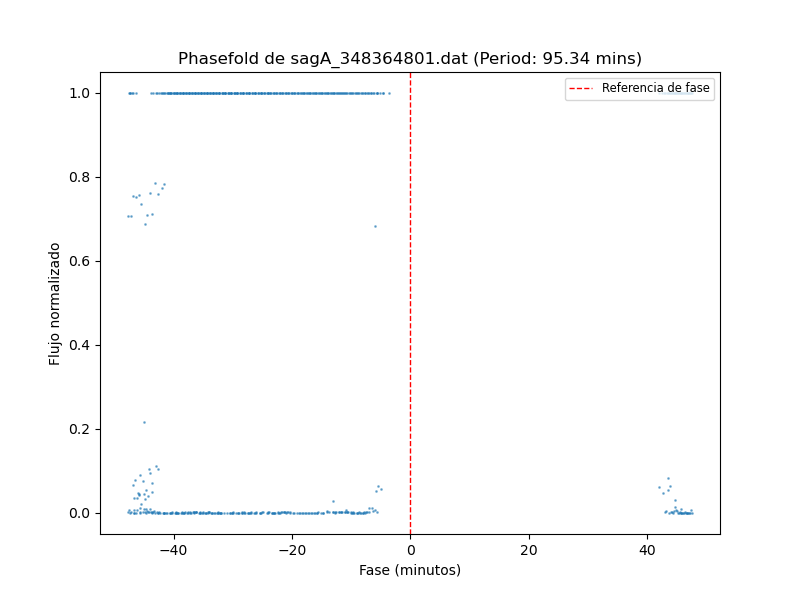 Phasefold de sagA_348364801.dat (Period: 95.34 mins)
Referencia de fase
Flujo normalizado
1.0
0.8
0.6
0.4
0.2
0.0
−40 −20 0 20 40
Fase (minutos)